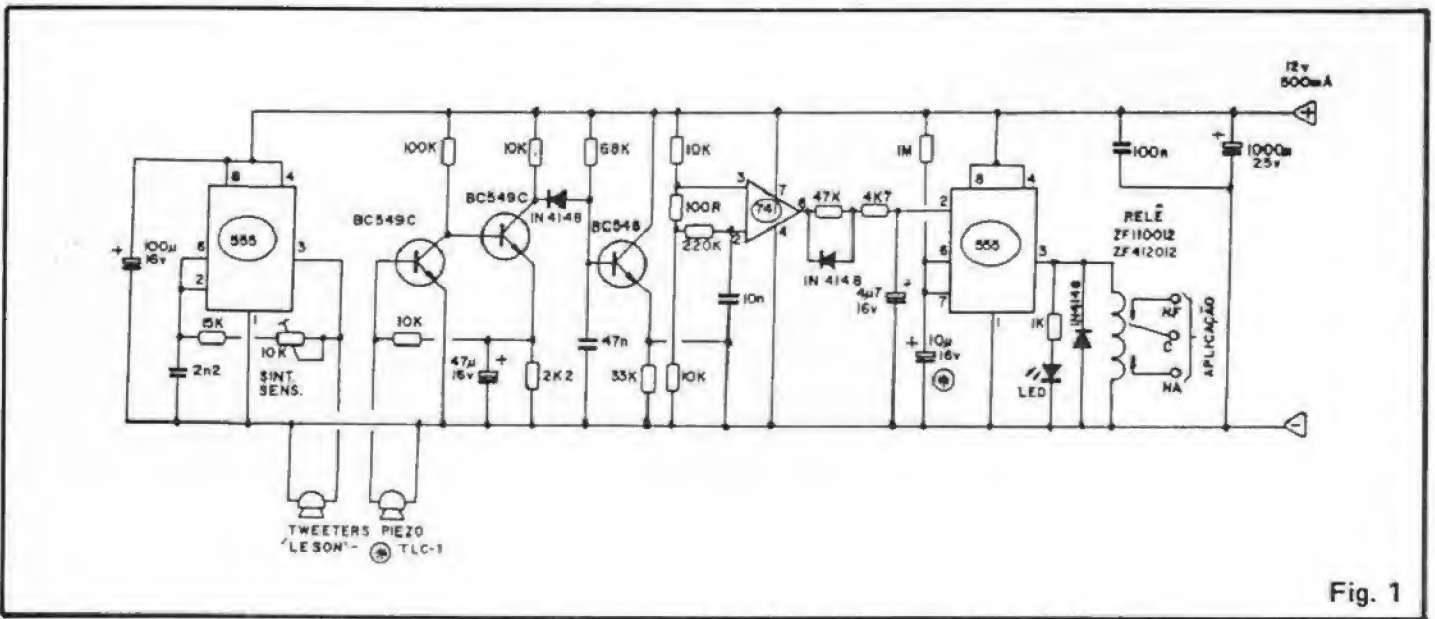 12v
500mA
100K
10K
68K
10K
1M
100n
1000µ
25v
8
4
BC549C
BC549C
1N4148
3
7
47K
4K7
8
4
100µ
16v
6
555
3
BC548
100R
741
6
2
555
RELÊ
ZF110012
ZF412012
2
220K
2
4
1N4148
6
3
1N4148
NF
C
NA
APLICAÇÃO
15K
1
10K
10K
47n
10n
4µ7
16v
7
1
1K
2n2
SINT.
SENS.
47µ
16v
2K2
33K
10K
10µ
16v
LED
+
-
TWEETERS PIEZO
"LESON"- TLC-1
Fig. 1